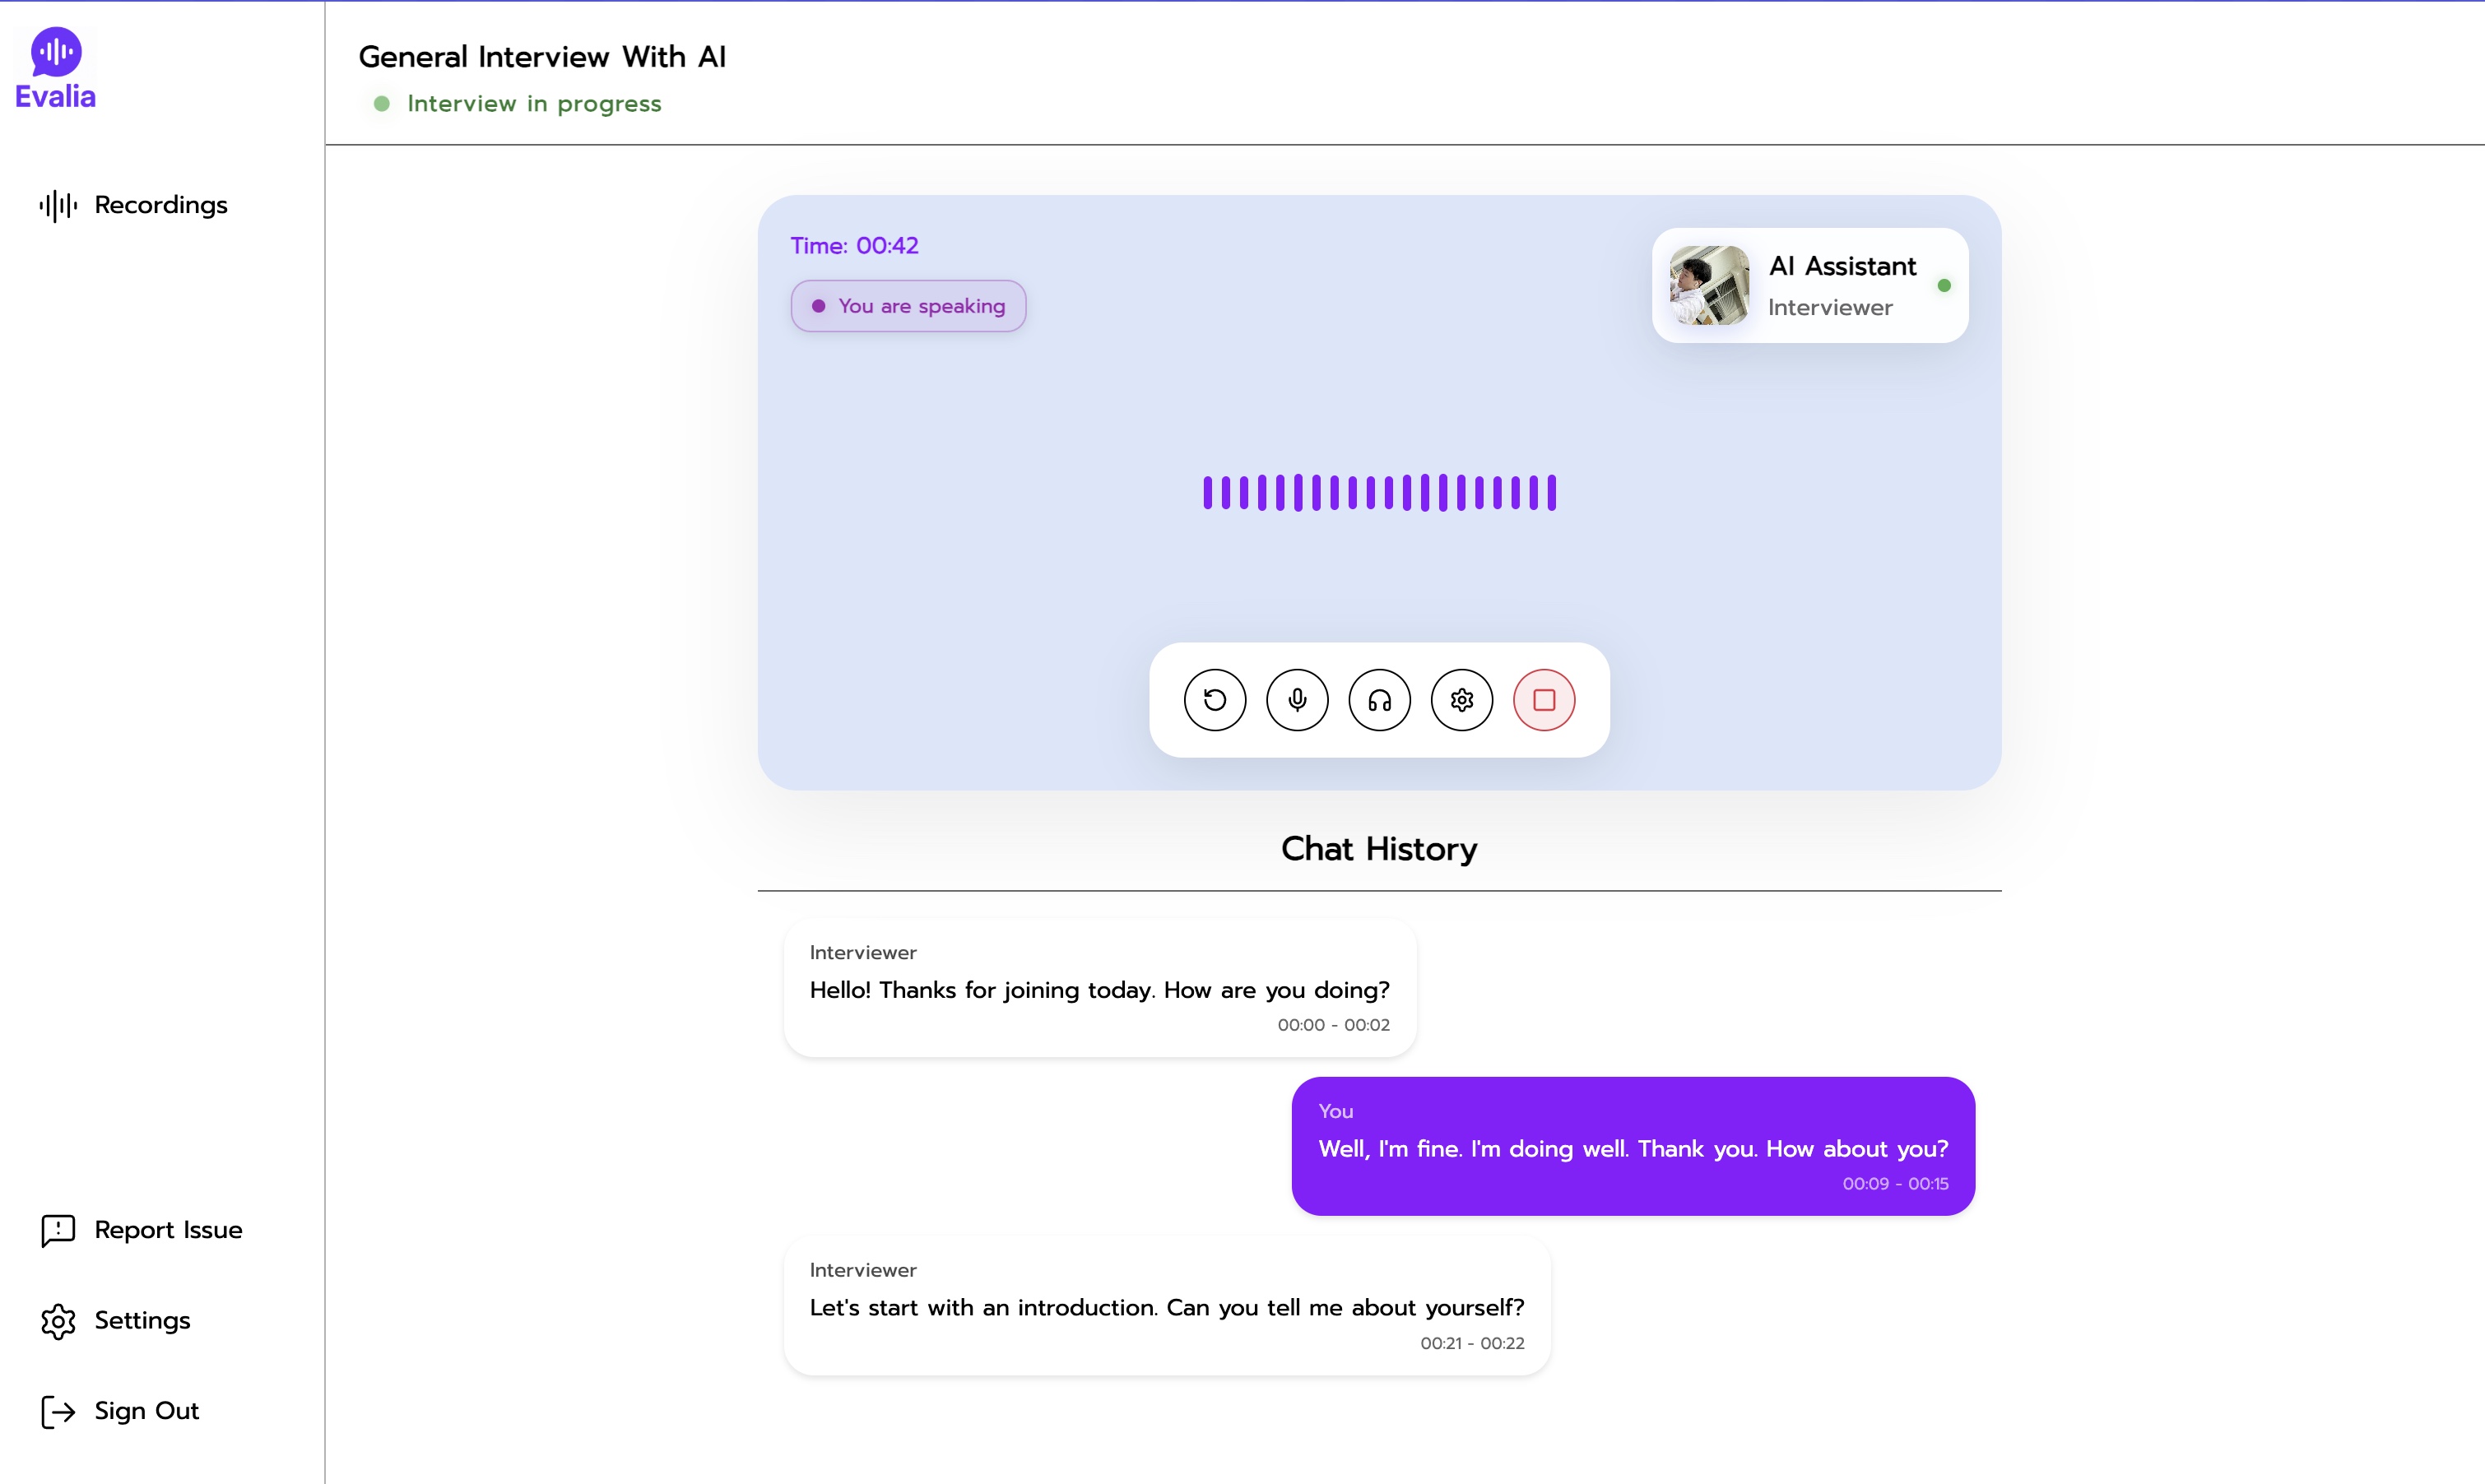 Evalia
Recordings
Report Issue
Settings
Sign Out
General Interview With AI
Interview in progress
Time: 00:42
You are speaking
AI Assistant
Interviewer
Chat History
Interviewer
Hello! Thanks for joining today. How are you doing?
00:00 - 00:02
You
Well, I'm fine. I'm doing well. Thank you. How about you?
00:09 - 00:15
Interviewer
Let's start with an introduction. Can you tell me about yourself?
00:21 - 00:22